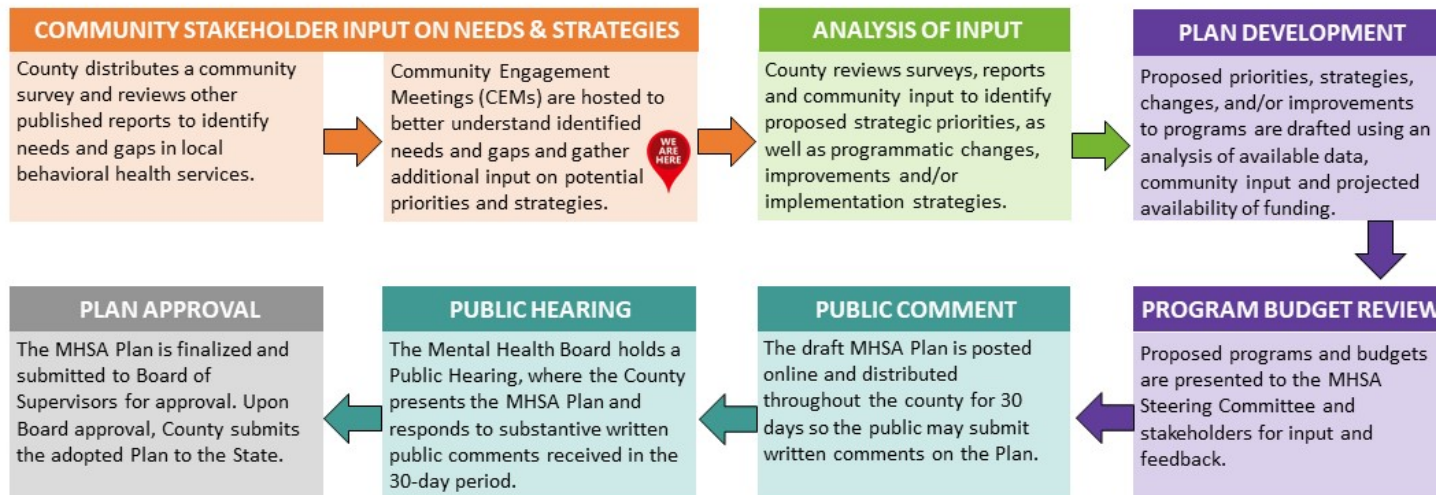 COMMUNITY STAKEHOLDER INPUT ON NEEDS & STRATEGIES
County distributes a community
survey and reviews other
published reports to identify
needs and gaps in local
behavioral health services.
Community Engagement
Meetings (CEMs) are hosted to
better understand identified
needs and gaps and gather
additional input on potential
priorities and strategies.
WE
ARE
HERE
ANALYSIS OF INPUT
County reviews surveys, reports
and community input to identify
proposed strategic priorities, as
well as programmatic changes,
improvements and/or
implementation strategies.
PLAN DEVELOPMENT
Proposed priorities, strategies,
changes, and/or improvements
to programs are drafted using an
analysis of available data,
community input and projected
availability of funding.
PROGRAM BUDGET REVIEW
Proposed programs and budgets
are presented to the MHSA
Steering Committee and
stakeholders for input and
feedback.
PUBLIC COMMENT
The draft MHSA Plan is posted
online and distributed
throughout the county for 30
days so the public may submit
written comments on the Plan.
PUBLIC HEARING
The Mental Health Board holds a
Public Hearing, where the County
presents the MHSA Plan and
responds to substantive written
public comments received in the
30-day period.
PLAN APPROVAL
The MHSA Plan is finalized and
submitted to Board of
Supervisors for approval. Upon
Board approval, County submits
the adopted Plan to the State.